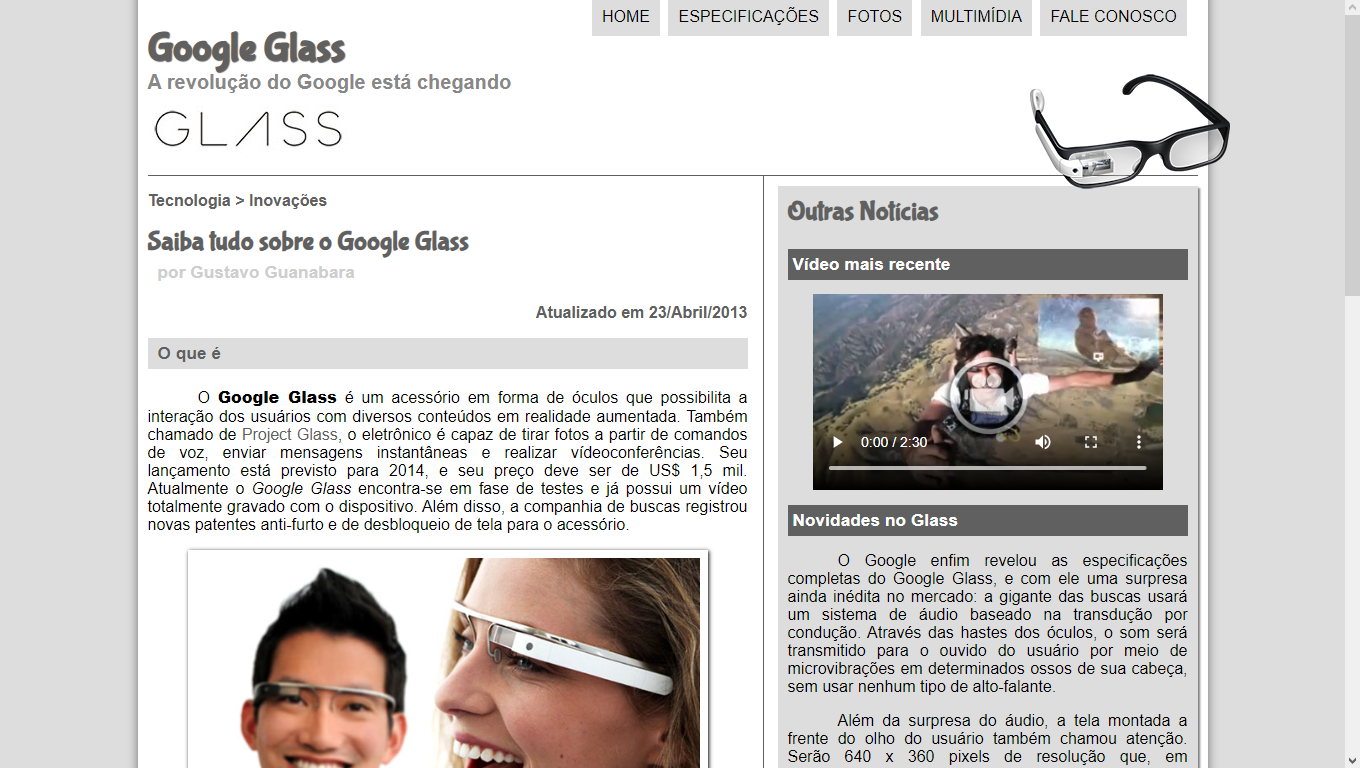 HOME ESPECIFICAÇÕES FOTOS MULTIMÍDIA FALE CONOSCO
Google Glass
A revolução do Google está chegando
GLASS
Tecnologia > Inovações
Saiba tudo sobre o Google Glass
por Gustavo Guanabara
Atualizado em 23/Abril/2013
O que é
O Google Glass é um acessório em forma de óculos que possibilita a
interação dos usuários com diversos conteúdos em realidade aumentada. Também
chamado de Project Glass, o eletrônico é capaz de tirar fotos a partir de comandos
de voz, enviar mensagens instantâneas e realizar vídeoconferências. Seu
lançamento está previsto para 2014, e seu preço deve ser de US$ 1,5 mil.
Atualmente o Google Glass encontra-se em fase de testes e já possui um vídeo
totalmente gravado com o dispositivo. Além disso, a companhia de buscas registrou
novas patentes anti-furto e de desbloqueio de tela para o acessório.
Outras Notícias
Vídeo mais recente
0:00 / 2:30
Novidades no Glass
O Google enfim revelou as especificações
completas do Google Glass, e com ele uma surpresa
ainda inédita no mercado: a gigante das buscas usará
um sistema de áudio baseado na transdução por
condução. Através das hastes dos óculos, o som será
transmitido para o ouvido do usuário por meio de
microvibrações em determinados ossos de sua cabeça,
sem usar nenhum tipo de alto-falante.
Além da surpresa do áudio, a tela montada a
frente do olho do usuário também chamou atenção.
Serão 640 x 360 pixels de resolução que, em